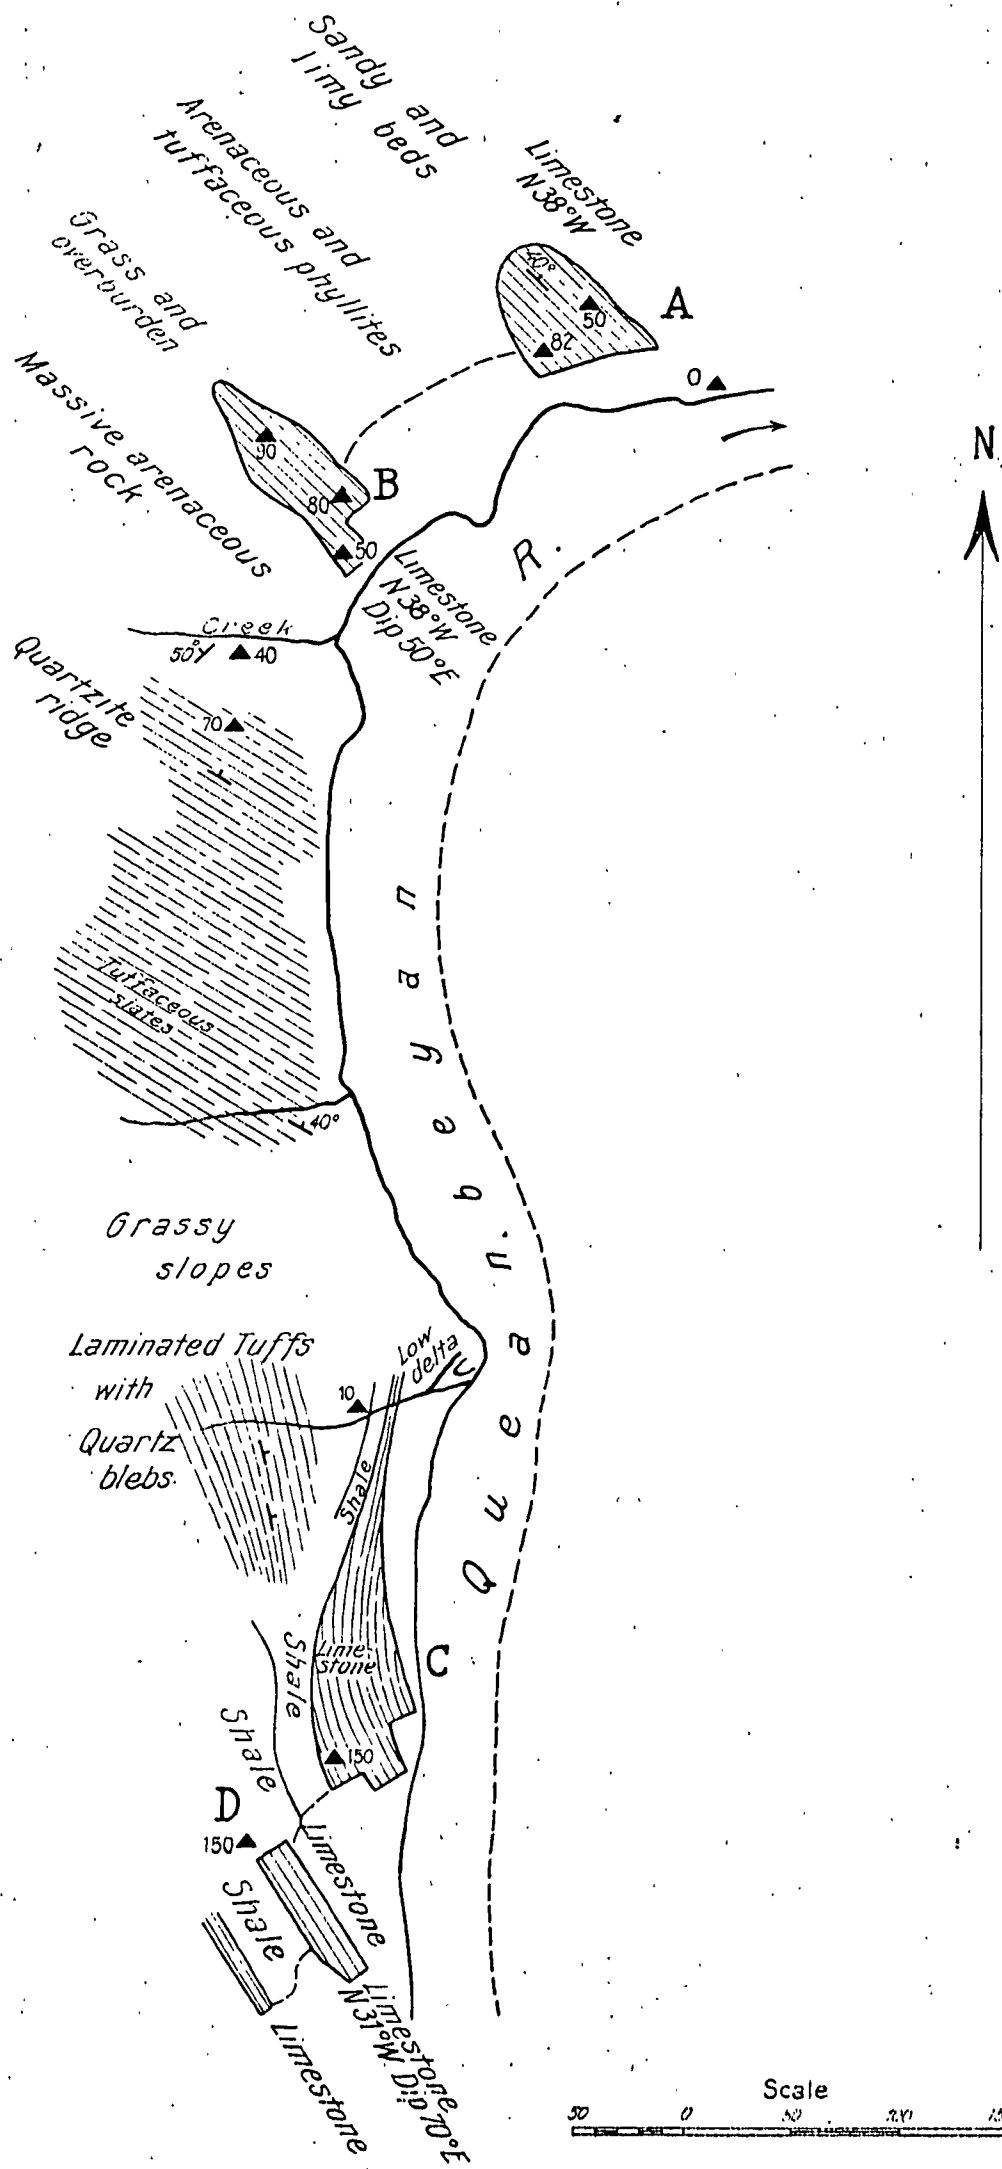 Sandy and
limy beds
Arenaceous and
tuffaceous phyllites
Limestone
N38°W
Grass and
overburden
40°
50
A
82
0
Massive arenaceous
rock
90
B
80
50
N
R.
Limestone
N38°W
Dip 50°E
Creek
50°
40
Quartzite
ridge
70
Queanbeyan
Tuffaceous
slates
40°
Grassy
slopes
Laminated Tuffs
with
Quartz
blebs
Low
delta
10
Shale
Shale
Lime-
stone
C
Shale
150
D
150
Limestone
Shale
Limestone
N31°W Dip 70°E
Limestone
Scale
50 0 50